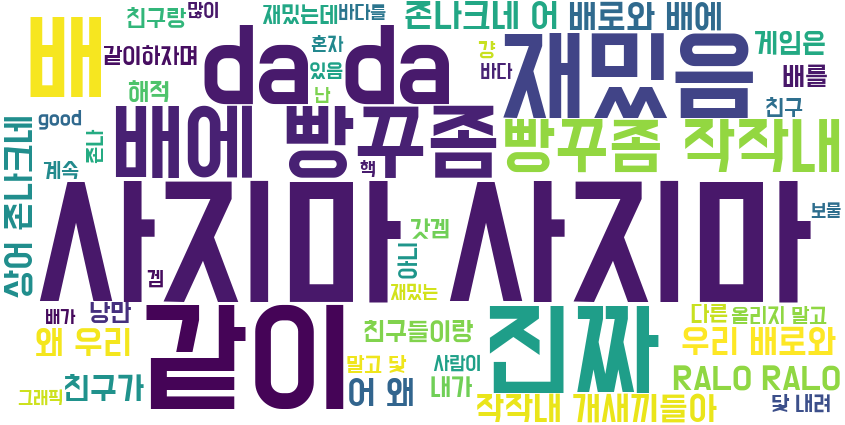 친구랑 많이
재밌는데 바다를
존나크네 어 배로와 배에
배
같이하자며
da da
혼자
있음
난
재밌음
걍
바다
게임은
배를
친구
해적
good
존나
계속
배에 빵꾸좀
핵
빵꾸좀 작작내
상어 존나크네
사지마 사지마
겜
갓겜
아니
재밌는
보물
배가 낭만
왜 우리
같이
진짜
친구들이랑
다른 올리지 말고
우리 배로와
말고 닻
사람이
친구가
어 왜
내가
RALO RALO
그래픽
작작내 개새끼들아
닻 내려